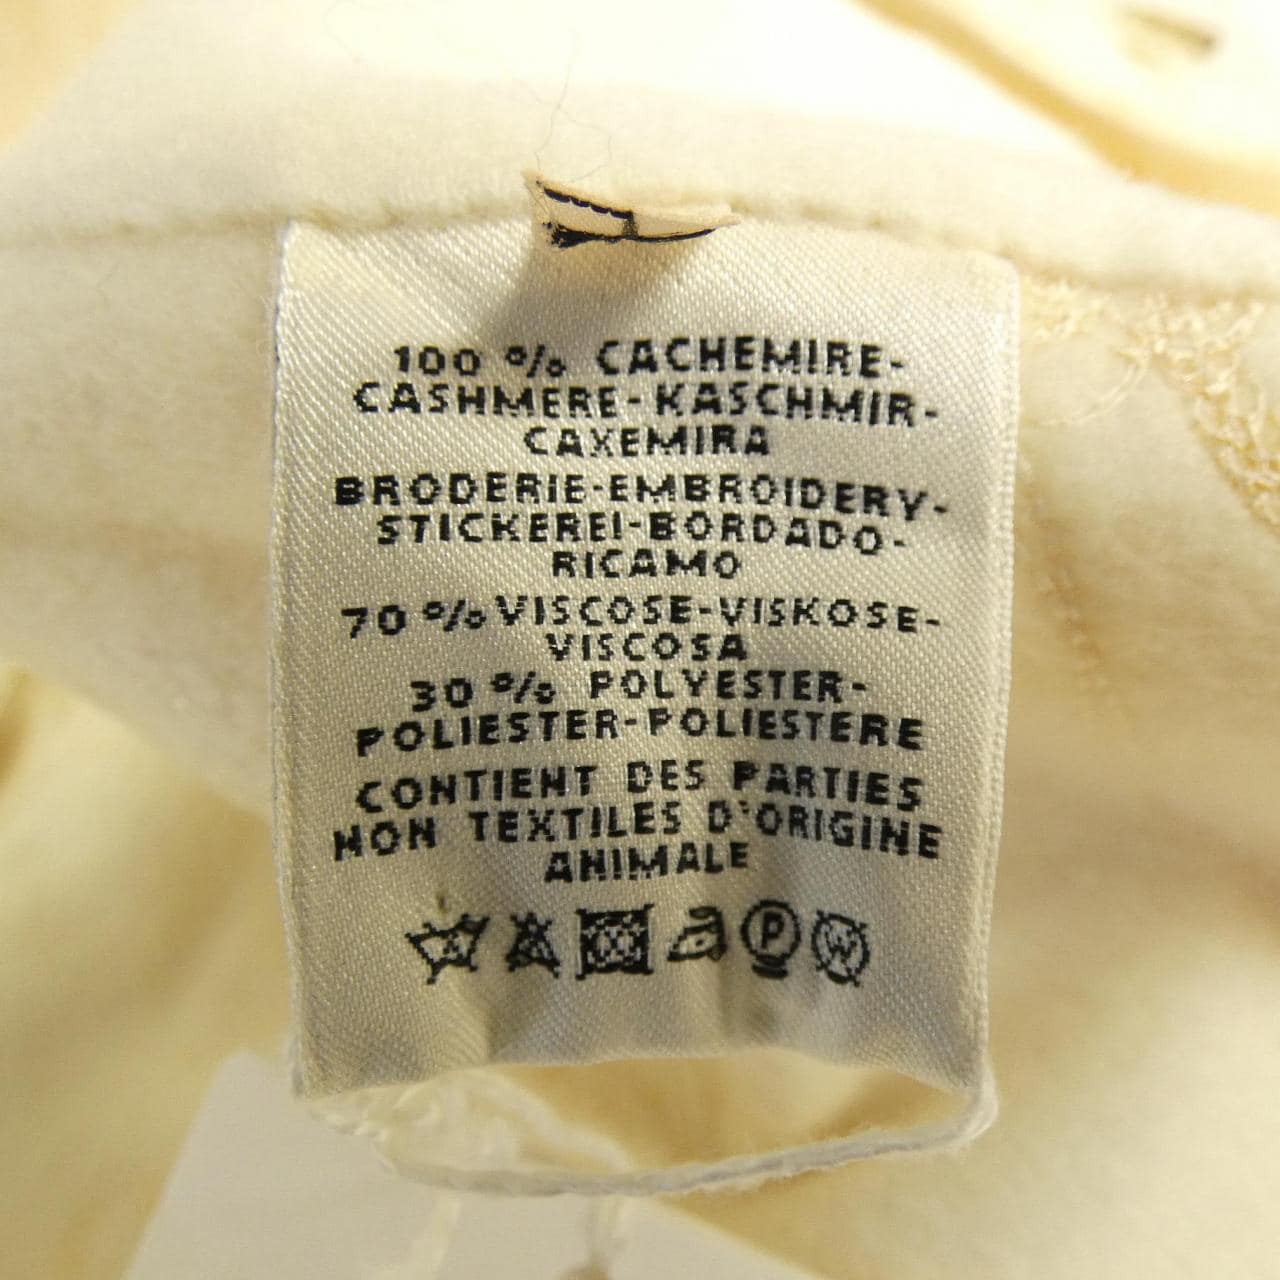 100 % CACHEMIRE-
CASHMERE-KASCHMIR-
CAXEMIRA
BRODERIE-EMBROIDERY-
STICKEREI-BORDADO-
RICAMO
70 % VISCOSE-VISKOSE-
VISCOSA
30 % POLYESTER-
POLIESTER-POLIESTERE
CONTIENT DES PARTIES
NON TEXTILES D'ORIGINE
ANIMALE
P W